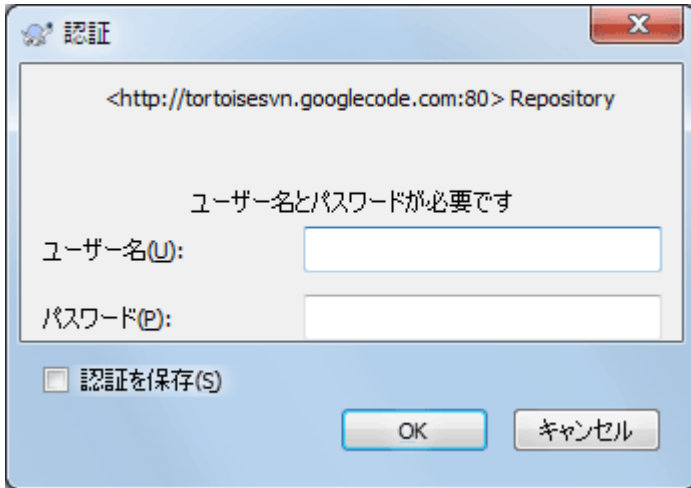 認証
<http://tortoisesvn.googlecode.com:80> Repository
ユーザー名とパスワードが必要です
ユーザー名(U):
パスワード(P):
認証を保存(S)
OK キャンセル